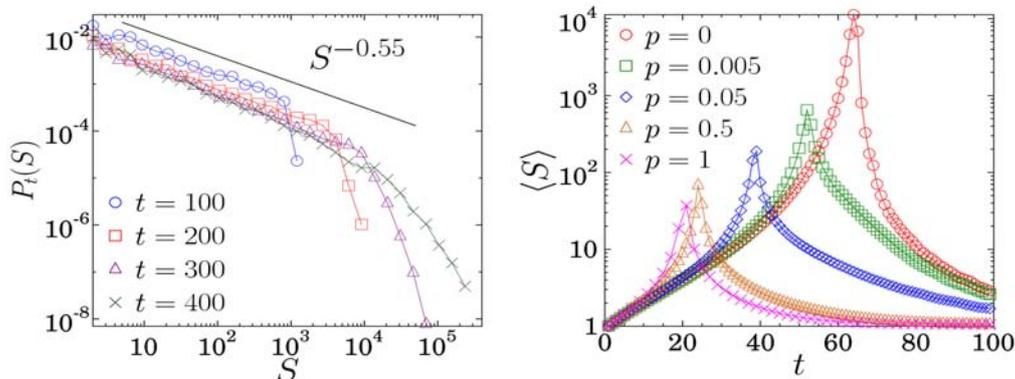 10^{-2}
10^{-4}
10^{-6}
10^{-8}
P_t(S)
S^{-0.55}
t = 100
t = 200
t = 300
t = 400
10 10^2 10^3 10^4 10^5
S
10^4
10^3
10^2
10
1
⟨S⟩
p = 0
p = 0.005
p = 0.05
p = 0.5
p = 1
0 20 40 60 80 100
t